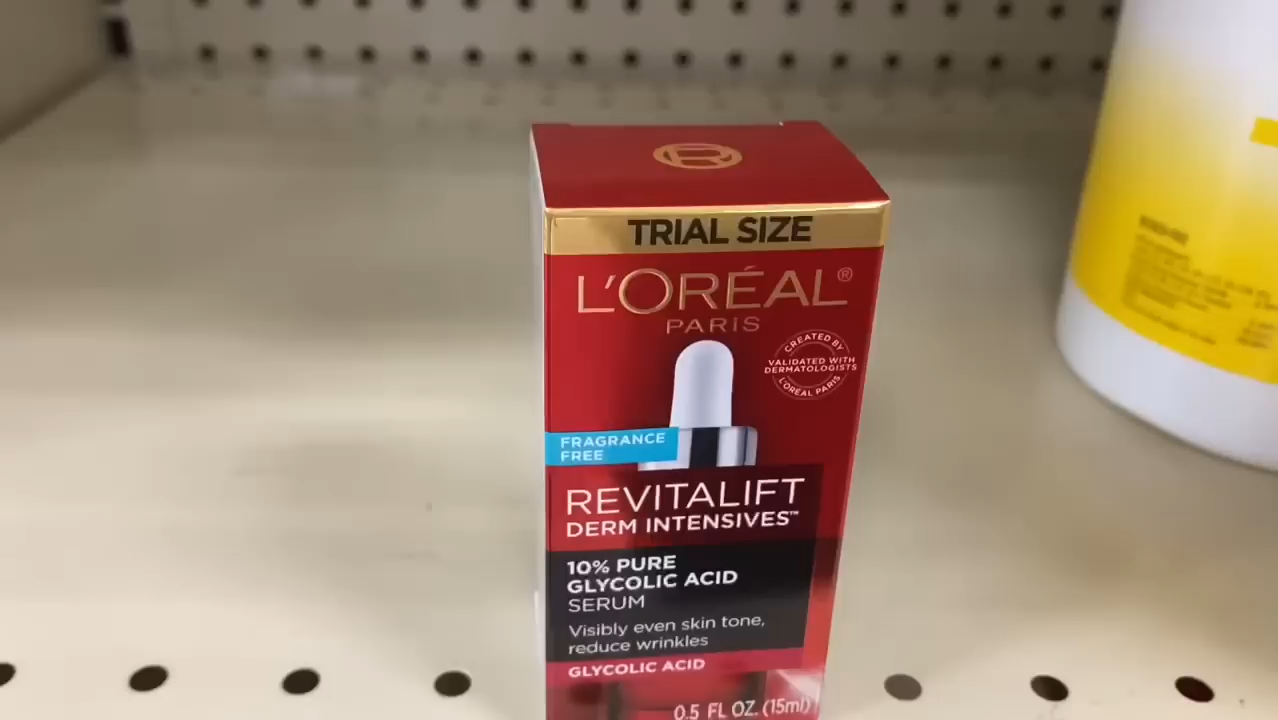 TRIAL SIZE
L'ORÉAL®
PARIS
CREATED BY
VALIDATED WITH
DERMATOLOGISTS
L'ORÉAL PARIS
FRAGRANCE
FREE
REVITALIFT
DERM INTENSIVES™
10% PURE
GLYCOLIC ACID
SERUM
Visibly even skin tone,
reduce wrinkles
GLYCOLIC ACID
0.5 FL OZ. (15ml)